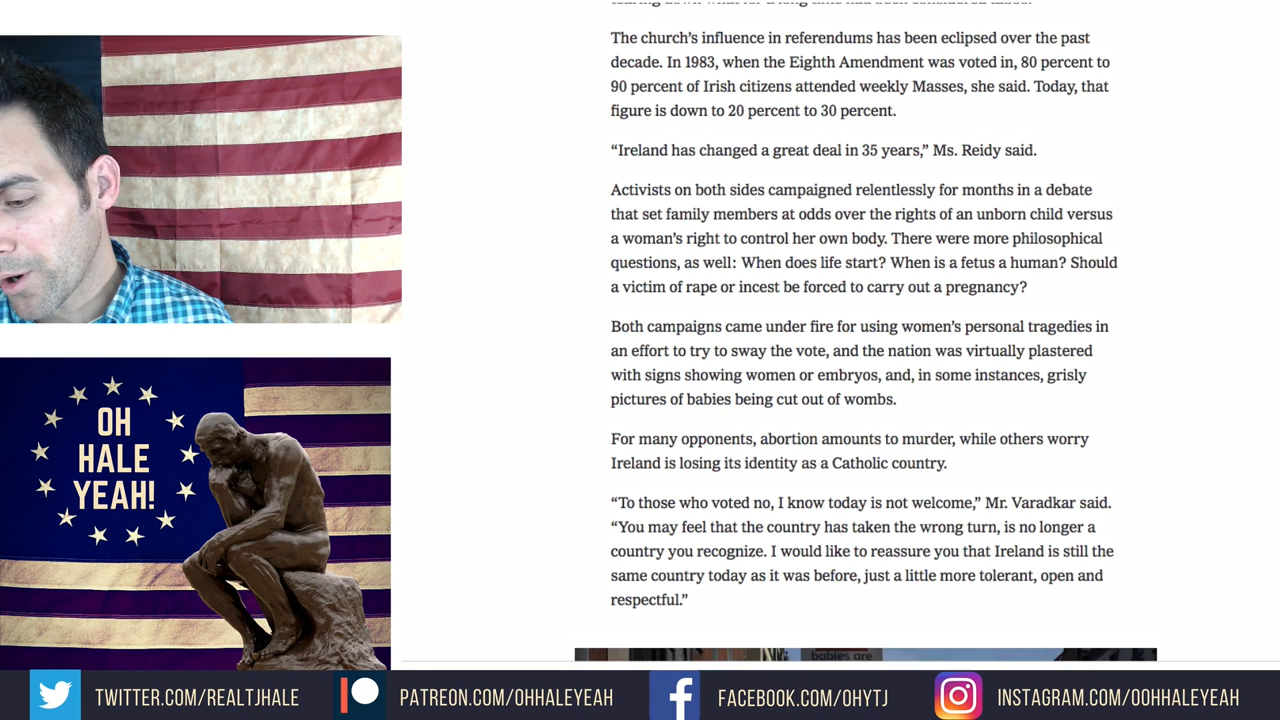 The church’s influence in referendums has been eclipsed over the past
decade. In 1983, when the Eighth Amendment was voted in, 80 percent to
90 percent of Irish citizens attended weekly Masses, she said. Today, that
figure is down to 20 percent to 30 percent.
“Ireland has changed a great deal in 35 years,” Ms. Reidy said.
Activists on both sides campaigned relentlessly for months in a debate
that set family members at odds over the rights of an unborn child versus
a woman’s right to control her own body. There were more philosophical
questions, as well: When does life start? When is a fetus a human? Should
a victim of rape or incest be forced to carry out a pregnancy?
Both campaigns came under fire for using women’s personal tragedies in
an effort to try to sway the vote, and the nation was virtually plastered
with signs showing women or embryos, and, in some instances, grisly
pictures of babies being cut out of wombs.
For many opponents, abortion amounts to murder, while others worry
Ireland is losing its identity as a Catholic country.
“To those who voted no, I know today is not welcome,” Mr. Varadkar said.
“You may feel that the country has taken the wrong turn, is no longer a
country you recognize. I would like to reassure you that Ireland is still the
same country today as it was before, just a little more tolerant, open and
respectful.”
babies are
OH
HALE
YEAH!
TWITTER.COM/REALTJHALE
PATREON.COM/OHHALEYEAH
FACEBOOK.COM/OHYTJ
INSTAGRAM.COM/OOHHALEYEAH